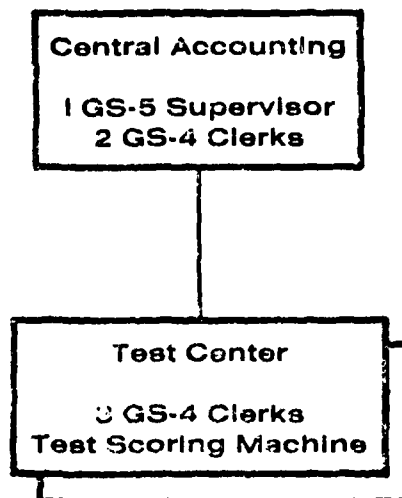 Central Accounting
1 GS-5 Supervisor
2 GS-4 Clerks
Test Center
GS-4 Clerks
Test Scoring Machine